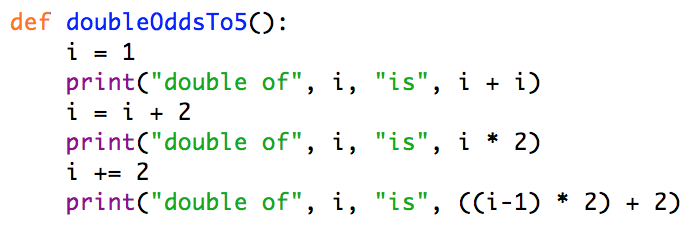 def doubleOddsTo5():
    i = 1
    print("double of", i, "is", i + i)
    i = i + 2
    print("double of", i, "is", i * 2)
    i += 2
    print("double of", i, "is", ((i-1) * 2) + 2)